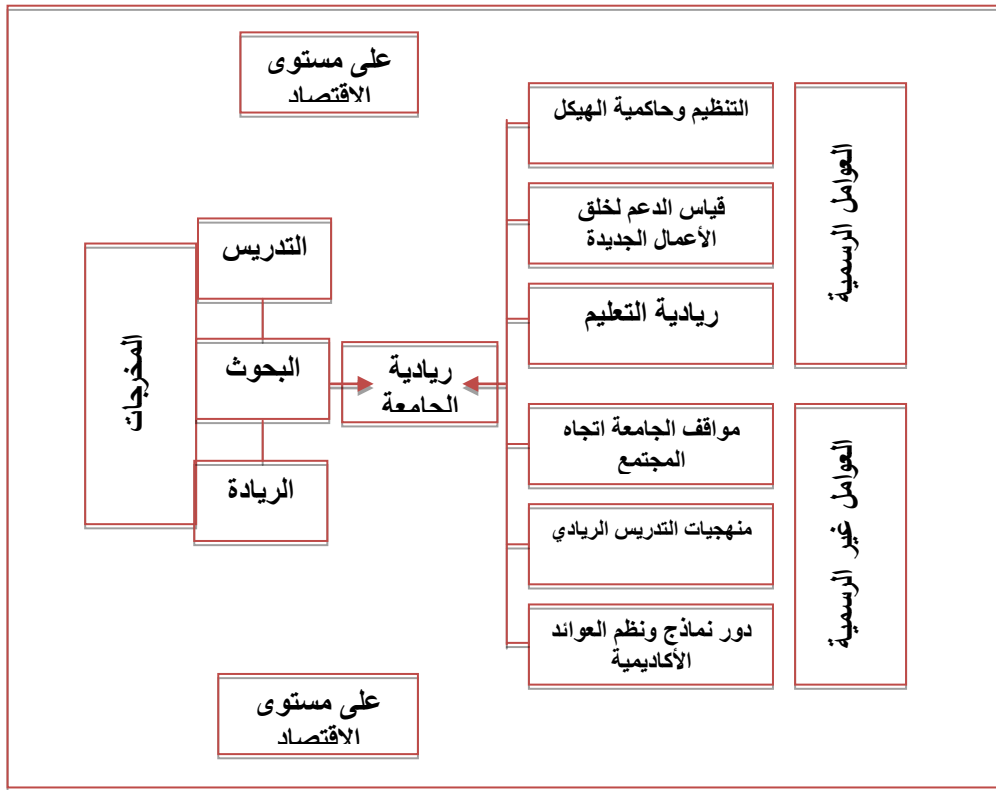 على مستوى
الاقتصاد
التنظيم وحاكمية الهيكل
قياس الدعم لخلق
الأعمال الجديدة
ريادية التعليم
العوامل الرسمية
مواقف الجامعة اتجاه
المجتمع
منهجيات التدريس الريادي
دور نماذج ونظم العوائد
الأكاديمية
العوامل غير الرسمية
ريادية
الجامعة
التدريس
البحوث
الريادة
المخرجات
على مستوى
الاقتصاد